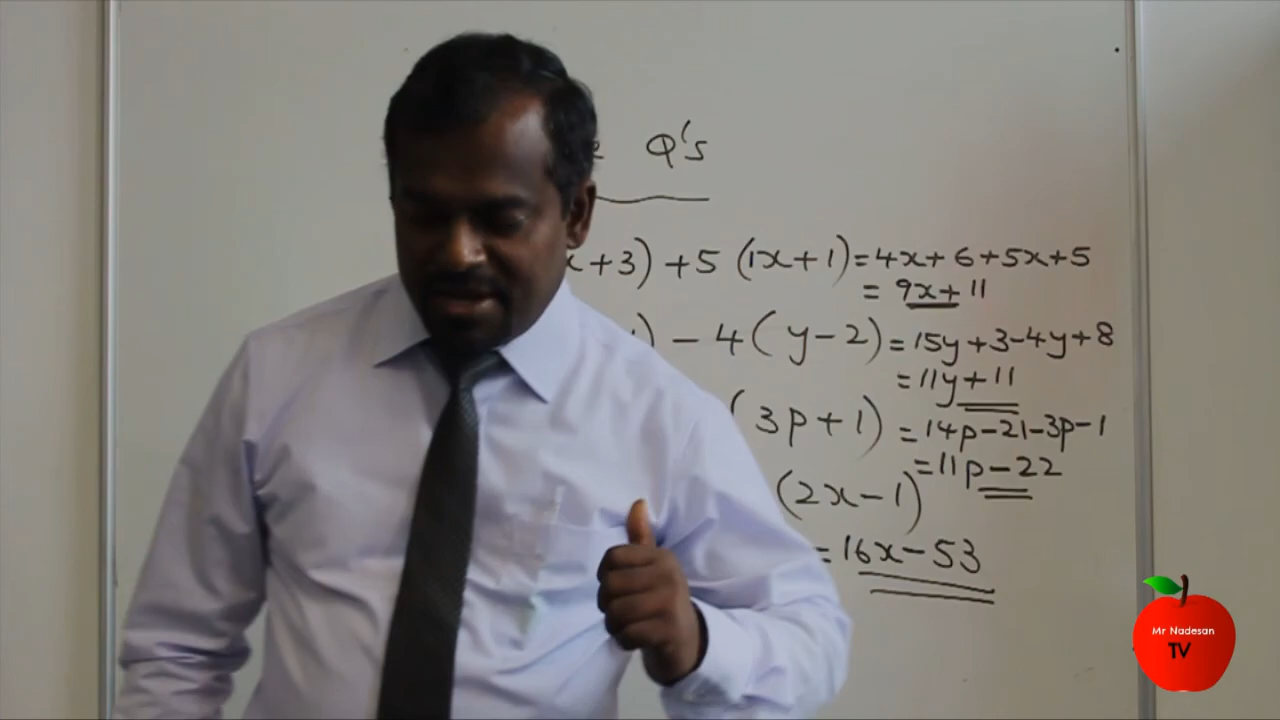 Q's
+3) +5 (1x+1) = 4x+6+5x+5
= 9x+11
) - 4(y-2) = 15y+3-4y+8
= 11y+11
(3p+1) = 14p-21-3p-1
= 11p-22
(2x-1)
= 16x-53
Mr Nadesan
TV